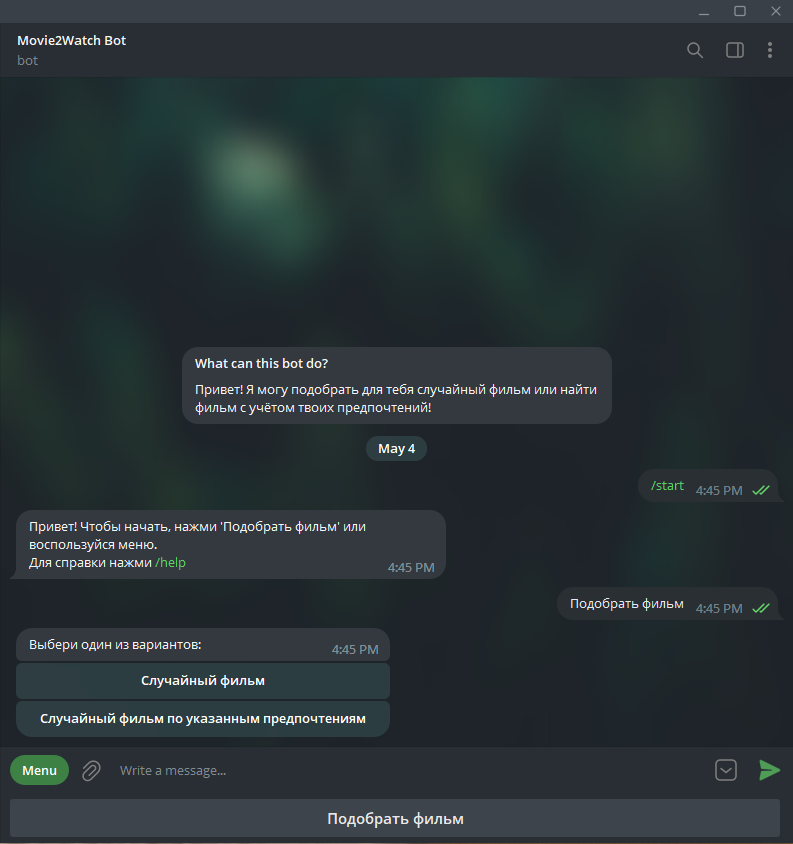 Movie2Watch Bot
bot
What can this bot do?
Привет! Я могу подобрать для тебя случайный фильм или найти
фильм с учётом твоих предпочтений!
May 4
/start 4:45 PM
Привет! Чтобы начать, нажми 'Подобрать фильм' или
воспользуйся меню.
Для справки нажми /help 4:45 PM
Подобрать фильм 4:45 PM
Выбери один из вариантов: 4:45 PM
Случайный фильм
Случайный фильм по указанным предпочтениям
Menu Write a message...
Подобрать фильм